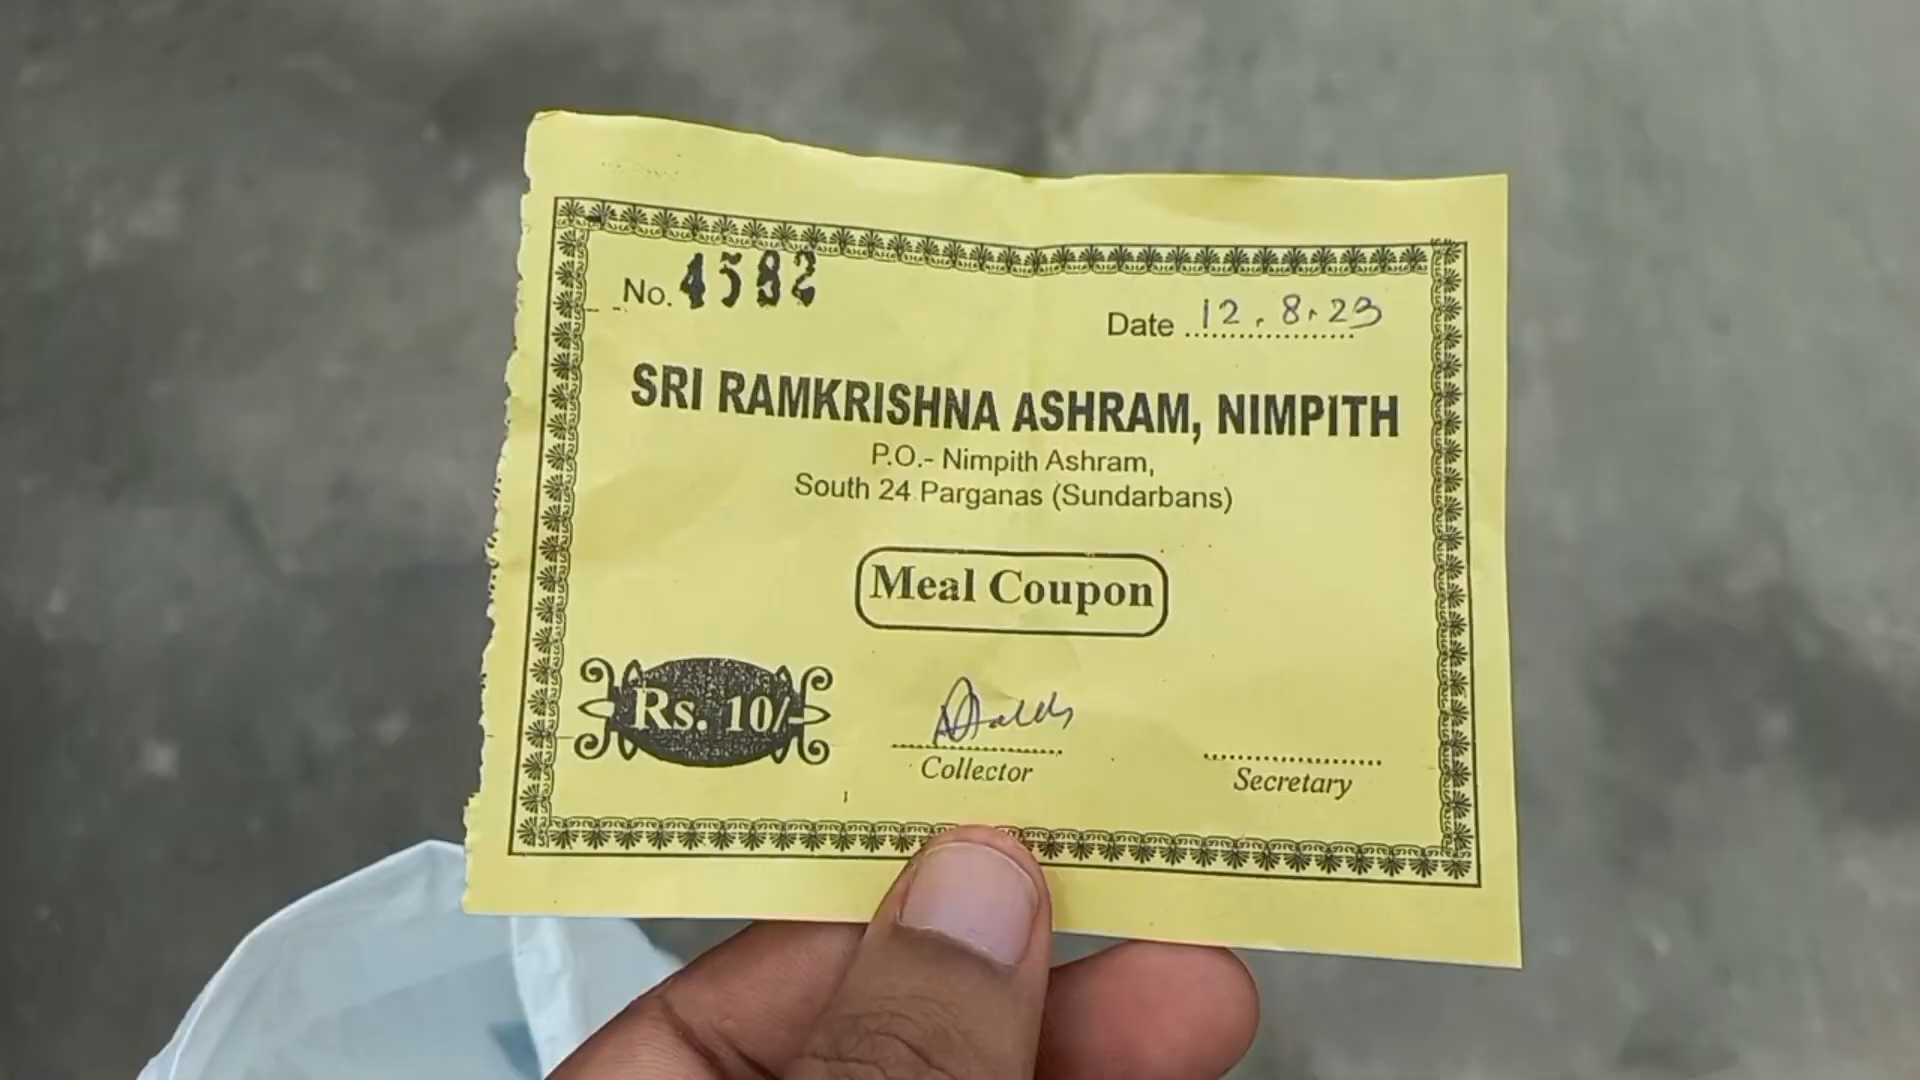 No. 4582
Date 12.8.23
SRI RAMKRISHNA ASHRAM, NIMPITH
P.O.- Nimpith Ashram,
South 24 Parganas (Sundarbans)
Meal Coupon
Rs. 10/-
Collector
Secretary